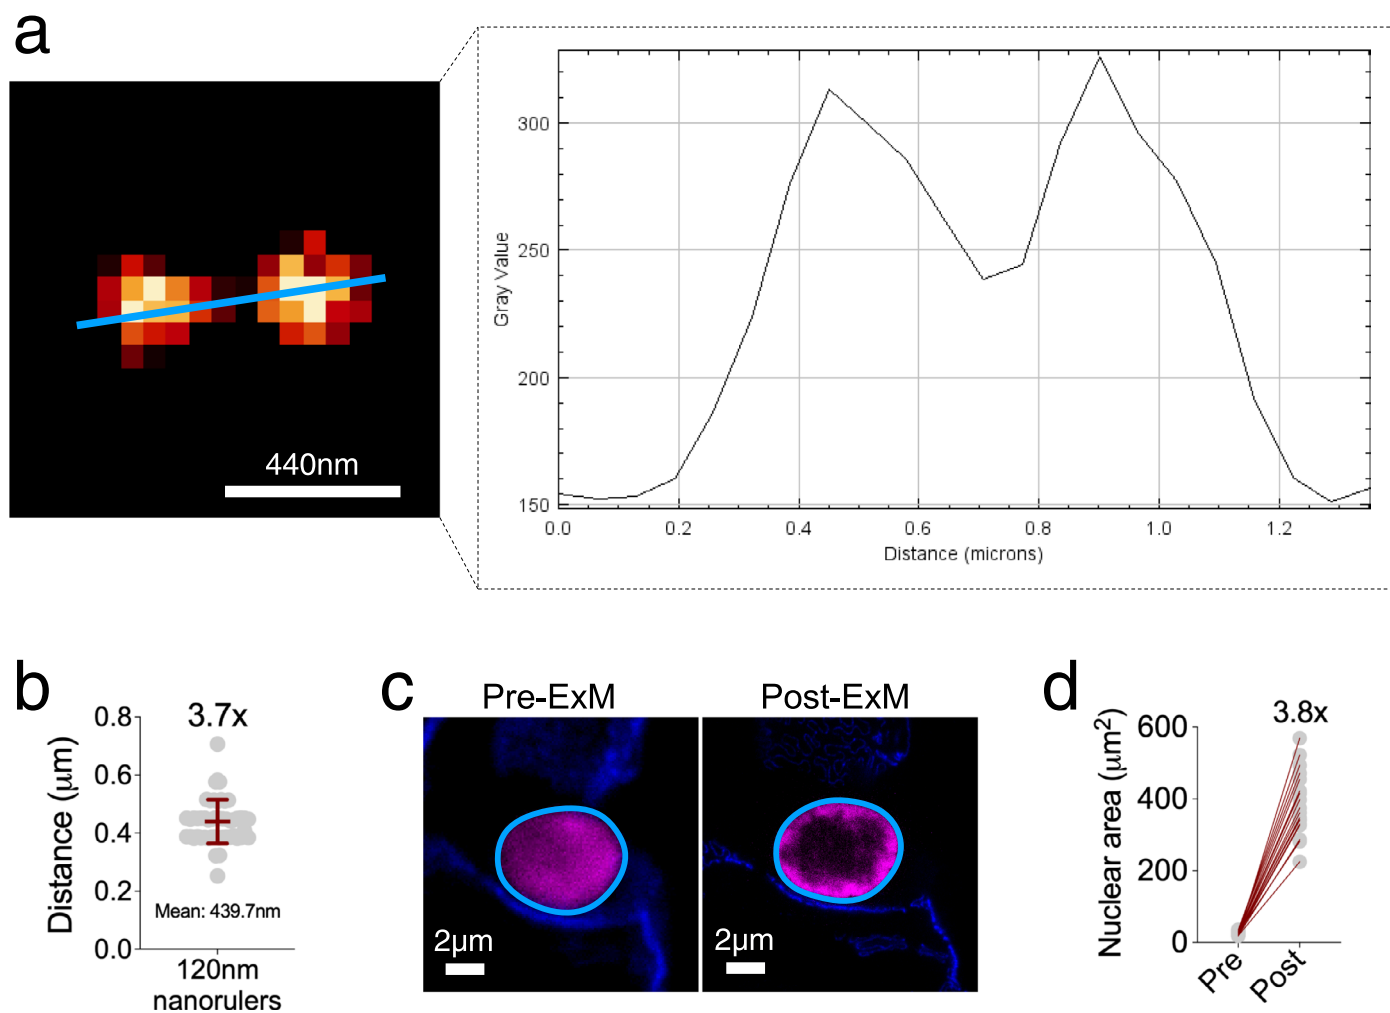 a
440nm
Gray Value
300
250
200
150
0.0 0.2 0.4 0.6 0.8 1.0 1.2
Distance (microns)
b
3.7x
Distance (μm)
0.8
0.6
0.4
0.2
0.0
Mean: 439.7nm
120nm
nanorulers
c
Pre-ExM
Post-ExM
2μm
2μm
d
3.8x
Nuclear area (μm²)
600
400
200
0
Pre
Post